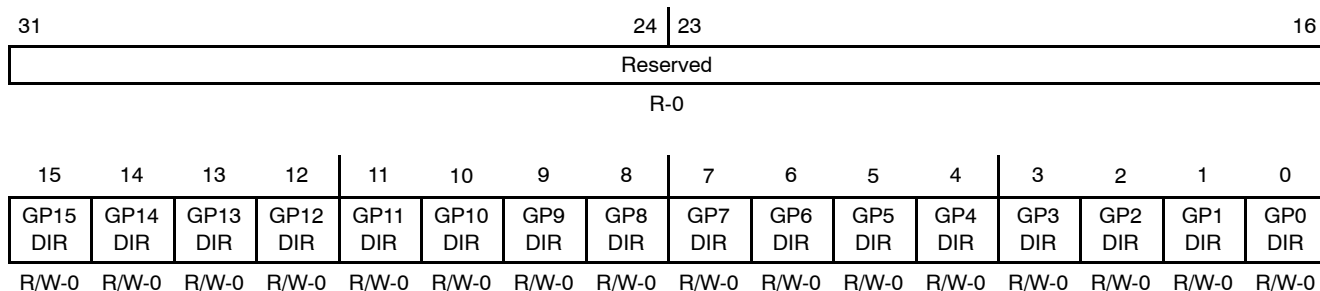 31 24 23 16
Reserved
R-0
15 14 13 12 11 10 9 8 7 6 5 4 3 2 1 0
GP15 GP14 GP13 GP12 GP11 GP10 GP9 GP8 GP7 GP6 GP5 GP4 GP3 GP2 GP1 GP0
DIR DIR DIR DIR DIR DIR DIR DIR DIR DIR DIR DIR DIR DIR DIR DIR
R/W-0 R/W-0 R/W-0 R/W-0 R/W-0 R/W-0 R/W-0 R/W-0 R/W-0 R/W-0 R/W-0 R/W-0 R/W-0 R/W-0 R/W-0 R/W-0